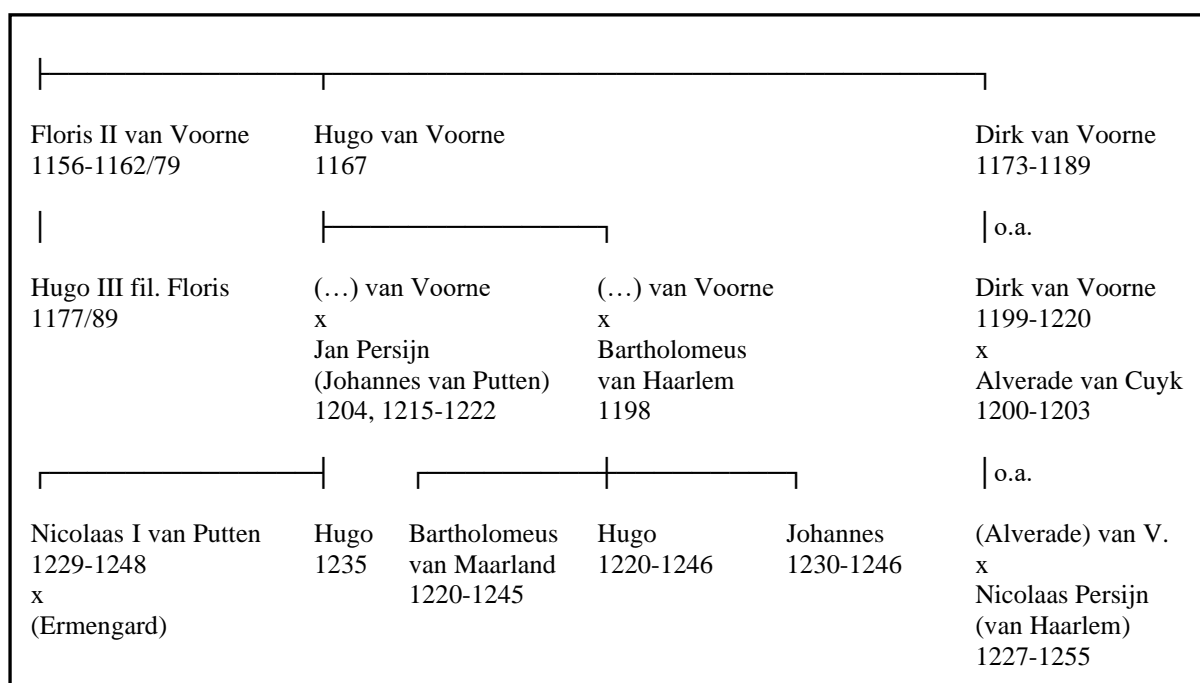 Floris II van Voorne Hugo van Voorne Dirk van Voorne
1156-1162/79 1167 1173-1189
o.a.
Hugo III fil. Floris (…) van Voorne (…) van Voorne Dirk van Voorne
1177/89 x x 1199-1220
Jan Persijn Bartholomeus x
(Johannes van Putten) van Haarlem Alverade van Cuyk
1204, 1215-1222 1198 1200-1203
o.a.
Nicolaas I van Putten Hugo Bartholomeus Hugo Johannes (Alverade) van V.
1229-1248 1235 van Maarland 1220-1246 1230-1246 x
x 1220-1245 Nicolaas Persijn
(Ermengard) (van Haarlem)
1227-1255